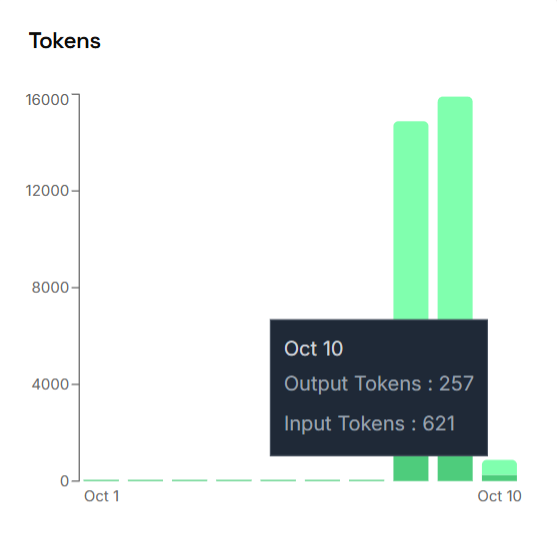 Tokens
16000
12000
8000
4000
0
Oct 10
Output Tokens : 257
Input Tokens : 621
Oct 1
Oct 10